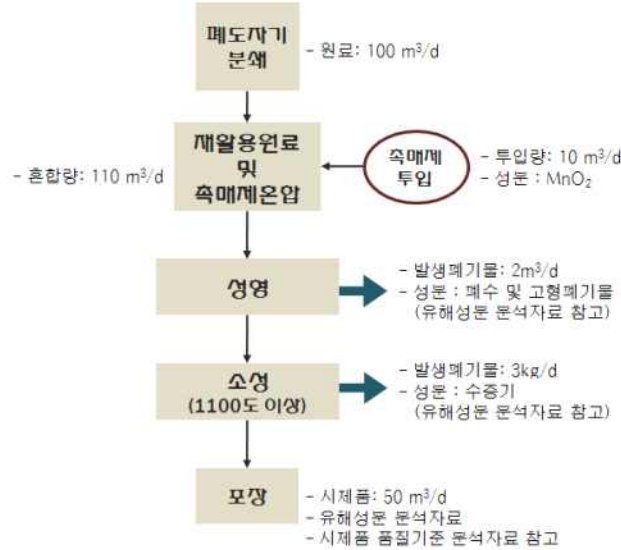 폐도자기
분쇄
- 원료: 100 m³/d
재활용원료
및
촉매제혼합
- 혼합량: 110 m³/d
촉매제
투입
- 투입량: 10 m³/d
- 성분 : MnO₂
성형
- 발생폐기물: 2m³/d
- 성분 : 폐수 및 고형폐기물
(유해성분 분석자료 참고)
소성
(1100도 이상)
- 발생폐기물: 3kg/d
- 성분 : 수증기
(유해성분 분석자료 참고)
포장
- 시제품: 50 m³/d
- 유해성분 분석자료
- 시제품 품질기준 분석자료 참고